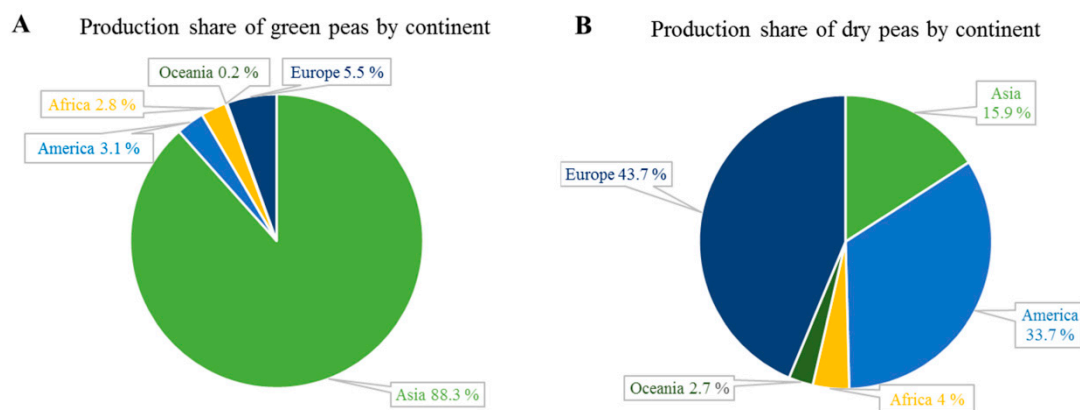 A Production share of green peas by continent
Oceania 0.2 %
Europe 5.5 %
Africa 2.8 %
America 3.1 %
Asia 88.3 %
B Production share of dry peas by continent
Asia
15.9 %
Europe 43.7 %
America
33.7 %
Oceania 2.7 %
Africa 4 %